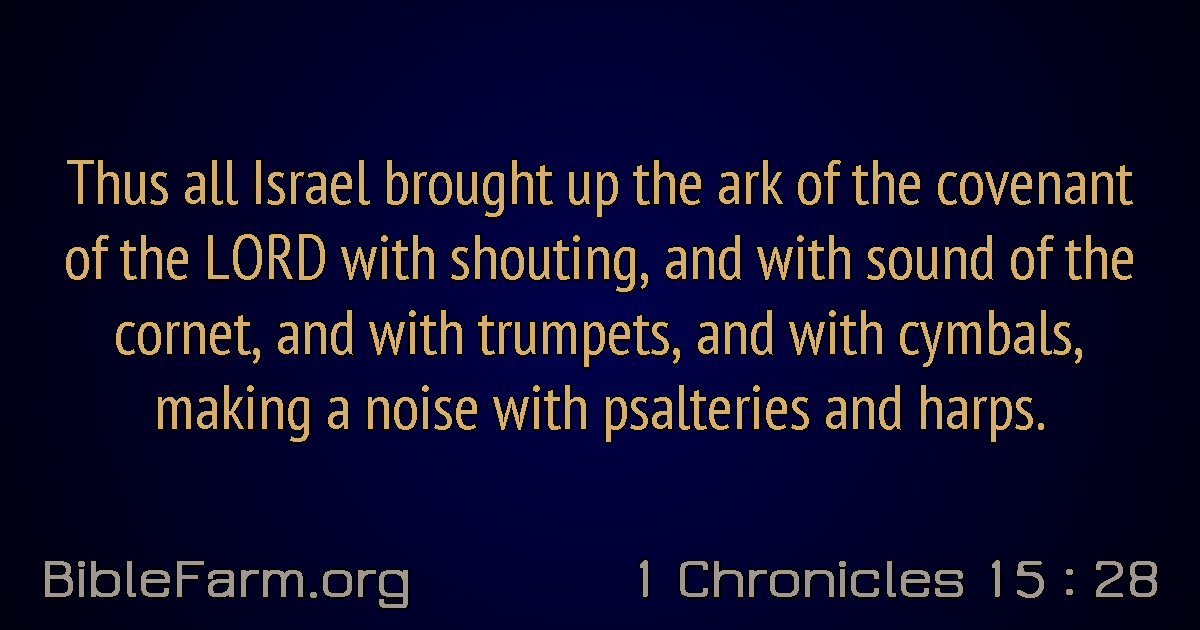 Thus all Israel brought up the ark of the covenant
of the LORD with shouting, and with sound of the
cornet, and with trumpets, and with cymbals,
making a noise with psalteries and harps.
BibleFarm.org
1 Chronicles 15 : 28